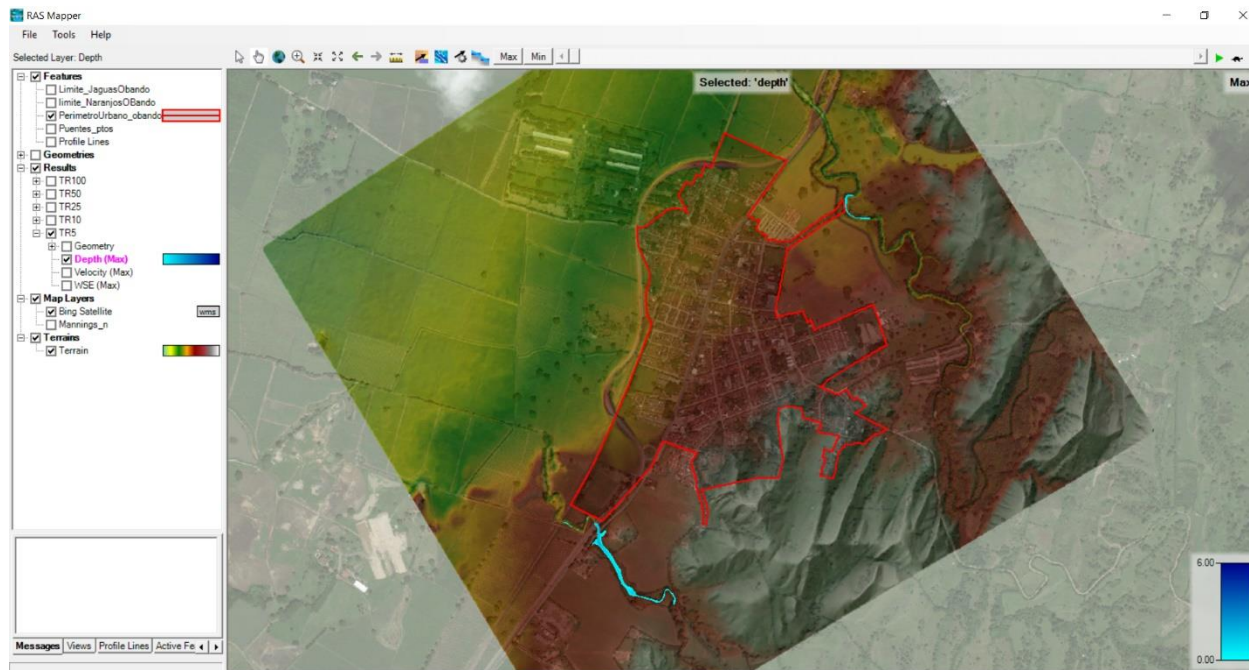 RAS Mapper
File Tools Help
Selected Layer: Depth
Max Min
Features
Limite_JaguasObando
limite_NaranjosOBando
PerimetroUrbano_obando
Puentes_ptos
Profile Lines
Geometries
Results
TR100
TR50
TR25
TR10
TR5
Geometry
Depth (Max)
Velocity (Max)
WSE (Max)
Map Layers
Bing Satellite wms
Mannings_n
Terrains
Terrain
Messages Views Profile Lines Active Fe
Selected: 'depth'
Max
6.00
0.00